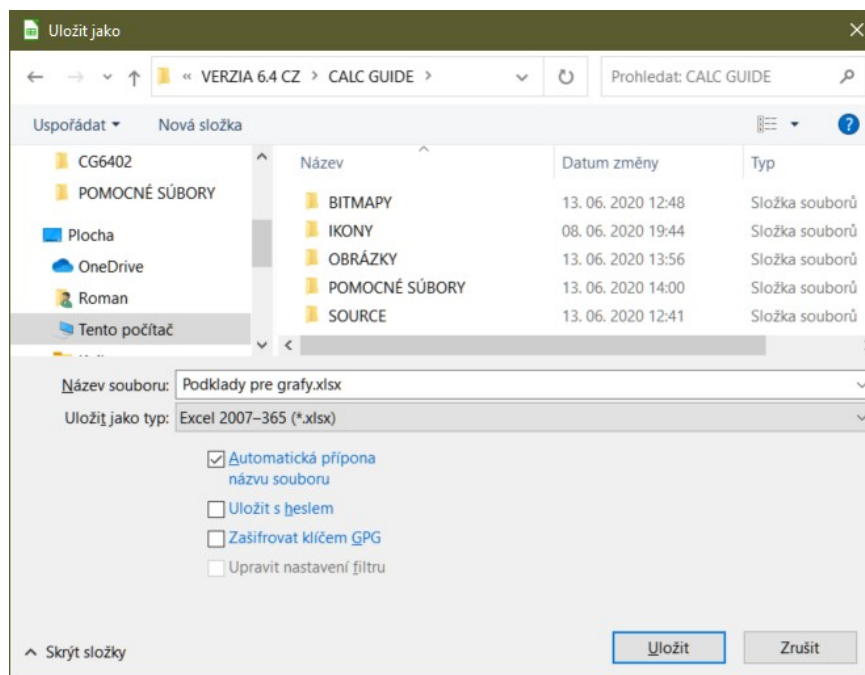 Uložit jako
« VERZIA 6.4 CZ > CALC GUIDE >
Prohledat: CALC GUIDE
Uspořádat
Nová složka
CG6402
POMOCNÉ SÚBORY
Plocha
OneDrive
Roman
Tento počítač
Název Datum změny Typ
BITMAPY 13. 06. 2020 12:48 Složka souborů
IKONY 08. 06. 2020 19:44 Složka souborů
OBRÁZKY 13. 06. 2020 13:56 Složka souborů
POMOCNÉ SÚBORY 13. 06. 2020 14:00 Složka souborů
SOURCE 13. 06. 2020 12:41 Složka souborů
Název souboru: Podklady pre grafy.xlsx
Uložit jako typ: Excel 2007–365 (*.xlsx)
Automatická přípona
názvu souboru
Uložit s heslem
Zašifrovat klíčem GPG
Upravit nastavení filtru
Skrýt složky
Uložit
Zrušit